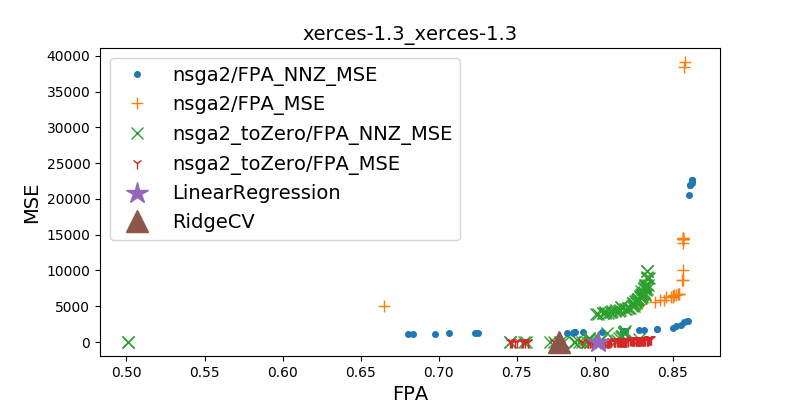 xerces-1.3_xerces-1.3
40000
35000
30000
25000
20000
15000
10000
5000
0
MSE
nsga2/FPA_NNZ_MSE
nsga2/FPA_MSE
nsga2_toZero/FPA_NNZ_MSE
nsga2_toZero/FPA_MSE
LinearRegression
RidgeCV
0.50 0.55 0.60 0.65 0.70 0.75 0.80 0.85
FPA